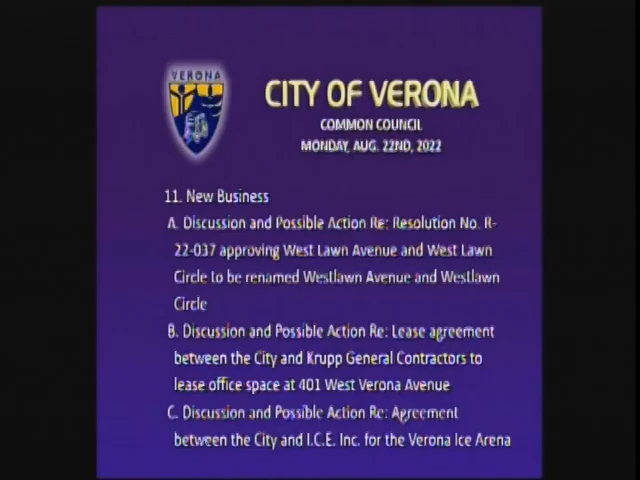 VERONA
CITY OF VERONA
COMMON COUNCIL
MONDAY, AUG. 22ND, 2022
11. New Business
A. Discussion and Possible Action Re: Resolution No. R-
22-037 approving West Lawn Avenue and West Lawn
Circle to be renamed Westlawn Avenue and Westlawn
Circle
B. Discussion and Possible Action Re: Lease agreement
between the City and Krupp General Contractors to
lease office space at 401 West Verona Avenue
C. Discussion and Possible Action Re: Agreement
between the City and I.C.E. Inc. for the Verona Ice Arena